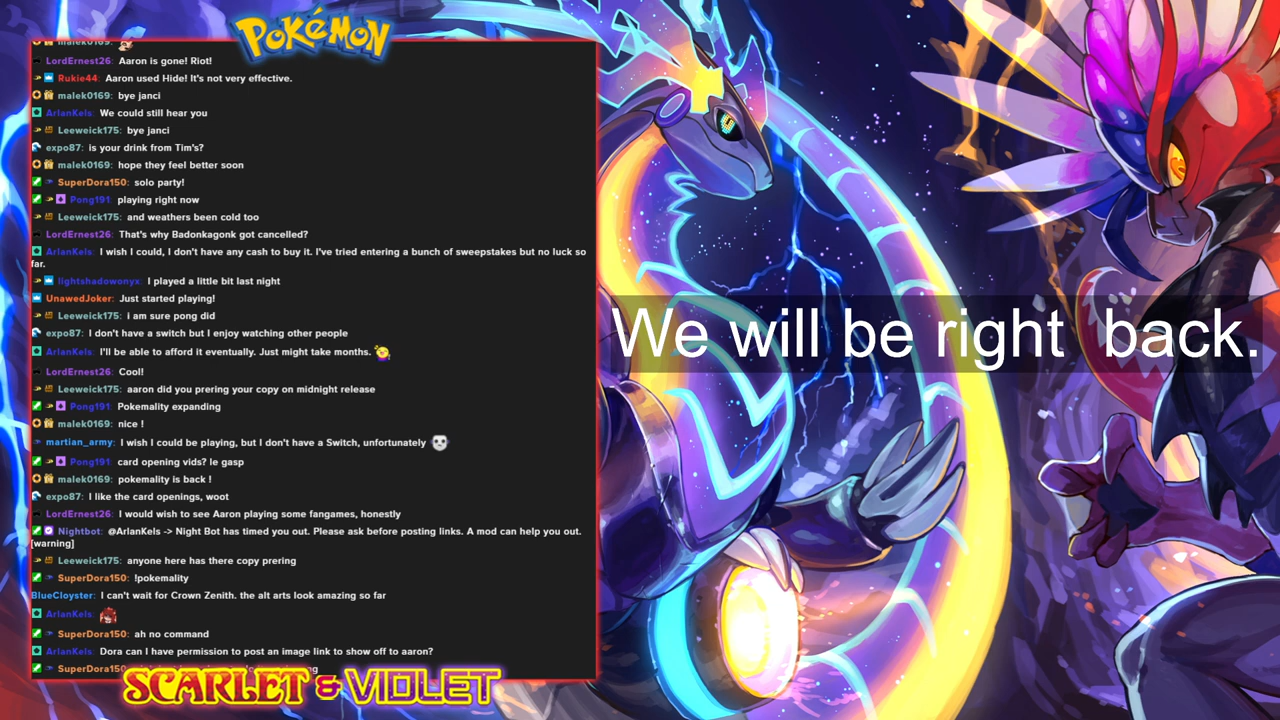 POKÉMON
malek0169:
LordErnest26: Aaron is gone! Riot!
Rukie44: Aaron used Hide! It's not very effective.
malek0169: bye janci
ArlanKels: We could still hear you
Leeweick175: bye janci
expo87: is your drink from Tim's?
malek0169: hope they feel better soon
SuperDora150: solo party!
Pong191: playing right now
Leeweick175: and weathers been cold too
LordErnest26: That's why Badonkagonk got cancelled?
ArlanKels: I wish I could, I don't have any cash to buy it. I've tried entering a bunch of sweepstakes but no luck so
far.
lightshadowonyx: I played a little bit last night
UnawedJoker: Just started playing!
Leeweick175: i am sure pong did
expo87: I don't have a switch but I enjoy watching other people
ArlanKels: I'll be able to afford it eventually. Just might take months.
LordErnest26: Cool!
Leeweick175: aaron did you prering your copy on midnight release
Pong191: Pokemality expanding
malek0169: nice !
martian_army: I wish I could be playing, but I don't have a Switch, unfortunately
Pong191: card opening vids? le gasp
malek0169: pokemality is back !
expo87: I like the card openings, woot
LordErnest26: I would wish to see Aaron playing some fangames, honestly
Nightbot: @ArlanKels -> Night Bot has timed you out. Please ask before posting links. A mod can help you out.
[warning]
Leeweick175: anyone here has there copy prering
SuperDora150: !pokemality
BlueCloyster: I can't wait for Crown Zenith. the alt arts look amazing so far
ArlanKels:
SuperDora150: ah no command
ArlanKels: Dora can I have permission to post an image link to show off to aaron?
SuperDora150:
SCARLET & VIOLET
We will be right back.